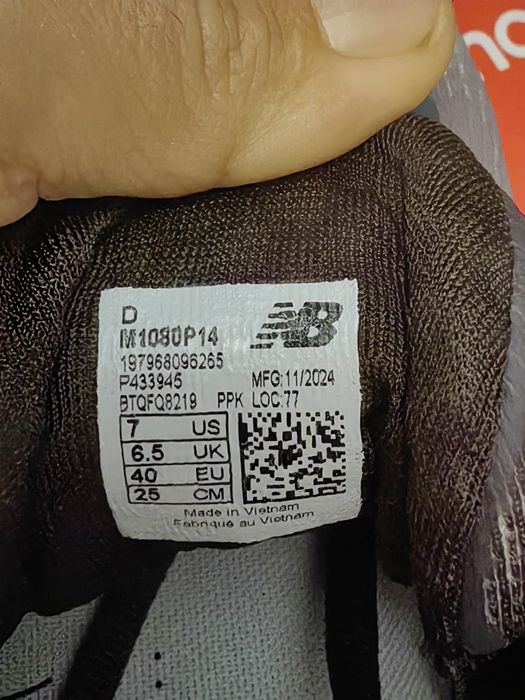 D
M1080P14
197968096265
P433945 MFG:11/2024
BTQFQ8219 PPK LOC:77
7 US
6.5 UK
40 EU
25 CM
Made in Vietnam
Fabriqué au Vietnam
NB